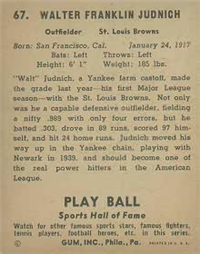 67. WALTER FRANKLIN JUDNICH
Outfielder St. Louis Browns
Born: San Francisco, Cal. January 24, 1917
Bats: Left Throws: Left
Height: 6' 1" Weight: 185 lbs.
"Walt" Judnich, a Yankee farm castoff, made
the grade last year—his first Major League
season—with the St. Louis Browns. Not only
was he a capable defensive outfielder, fielding
a nifty .989 with only four errors, but he
batted .303, drove in 89 runs, scored 97 him-
self, and hit 24 home runs. Judnich moved his
way up in the Yankee chain, playing with
Newark in 1939, and should become one of
the real power hitters in the American
League.
PLAY BALL
Sports Hall of Fame
Watch for other famous sports stars, famous fighters,
tennis players, football heroes, etc. in this series.
© GUM, INC., Phila., Pa. PRINTED IN U. S. A.